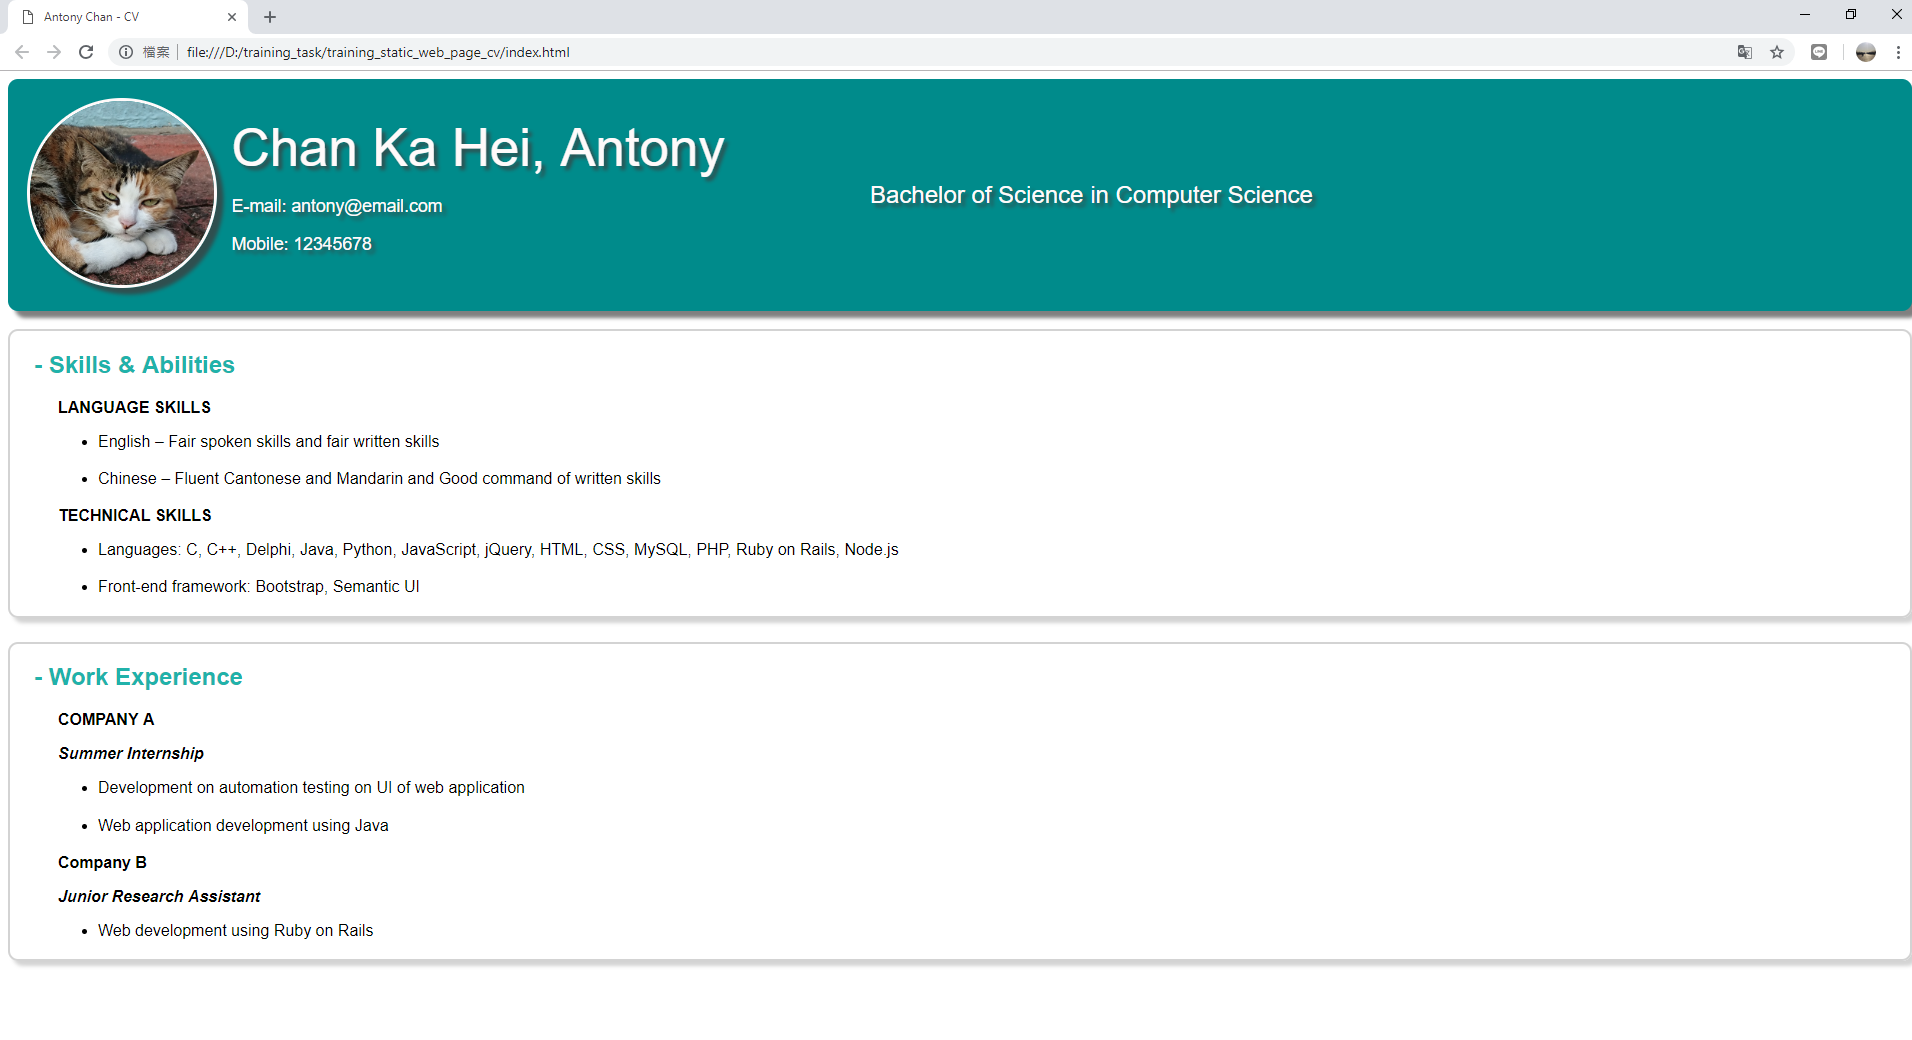 Antony Chan - CV
檔案
file:///D:/training_task/training_static_web_page_cv/index.html
Chan Ka Hei, Antony
E-mail: antony@email.com
Mobile: 12345678
Bachelor of Science in Computer Science
- Skills & Abilities
LANGUAGE SKILLS
• English – Fair spoken skills and fair written skills
• Chinese – Fluent Cantonese and Mandarin and Good command of written skills
TECHNICAL SKILLS
• Languages: C, C++, Delphi, Java, Python, JavaScript, jQuery, HTML, CSS, MySQL, PHP, Ruby on Rails, Node.js
• Front-end framework: Bootstrap, Semantic UI
- Work Experience
COMPANY A
Summer Internship
• Development on automation testing on UI of web application
• Web application development using Java
Company B
Junior Research Assistant
• Web development using Ruby on Rails